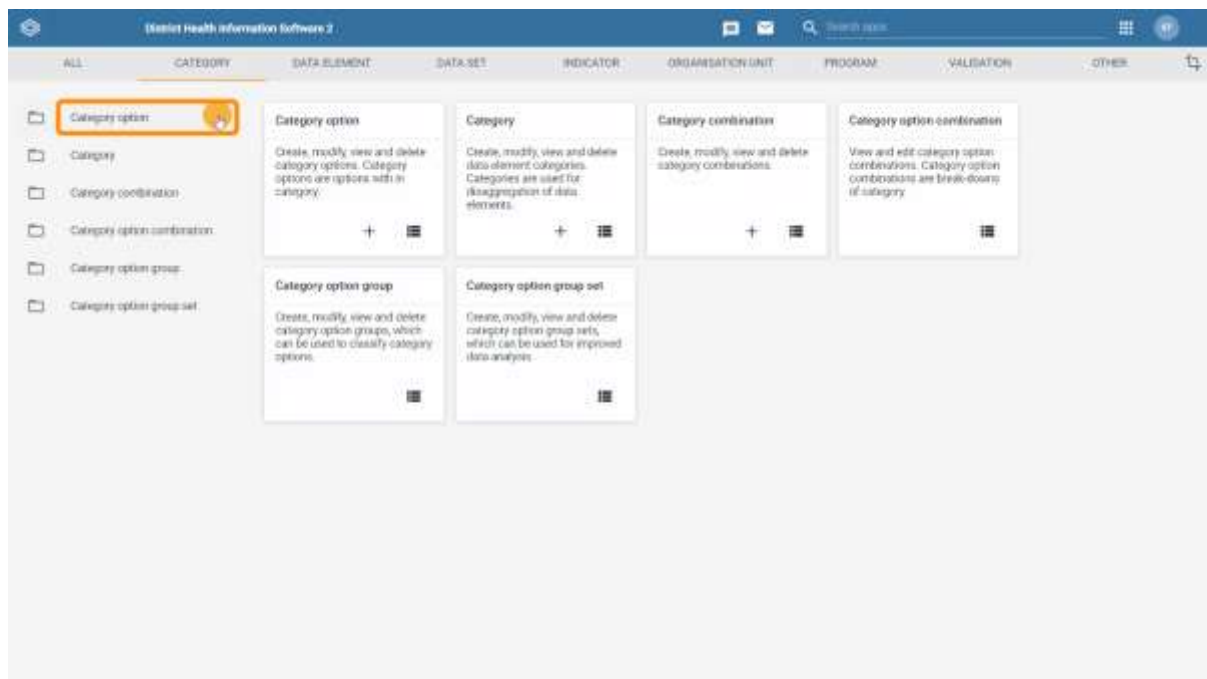 District Health Information Software 2
Search apps
ALL CATEGORY DATA ELEMENT DATA SET INDICATOR ORGANISATION UNIT PROGRAM VALIDATION OTHER
Category option
Category
Category combination
Category option combination
Category option group
Category option group set
Category option
Create, modify, view and delete
category options. Category
options are options with in
category.
Category
Create, modify, view and delete
data element categories.
Categories are used for
disaggregation of data
elements.
Category combination
Create, modify, view and delete
category combinations.
Category option combination
View and edit category option
combinations. Category option
combinations are break-downs
of category
Category option group
Create, modify, view and delete
category option groups, which
can be used to classify category
options.
Category option group set
Create, modify, view and delete
category option group sets,
which can be used for improved
data analysis